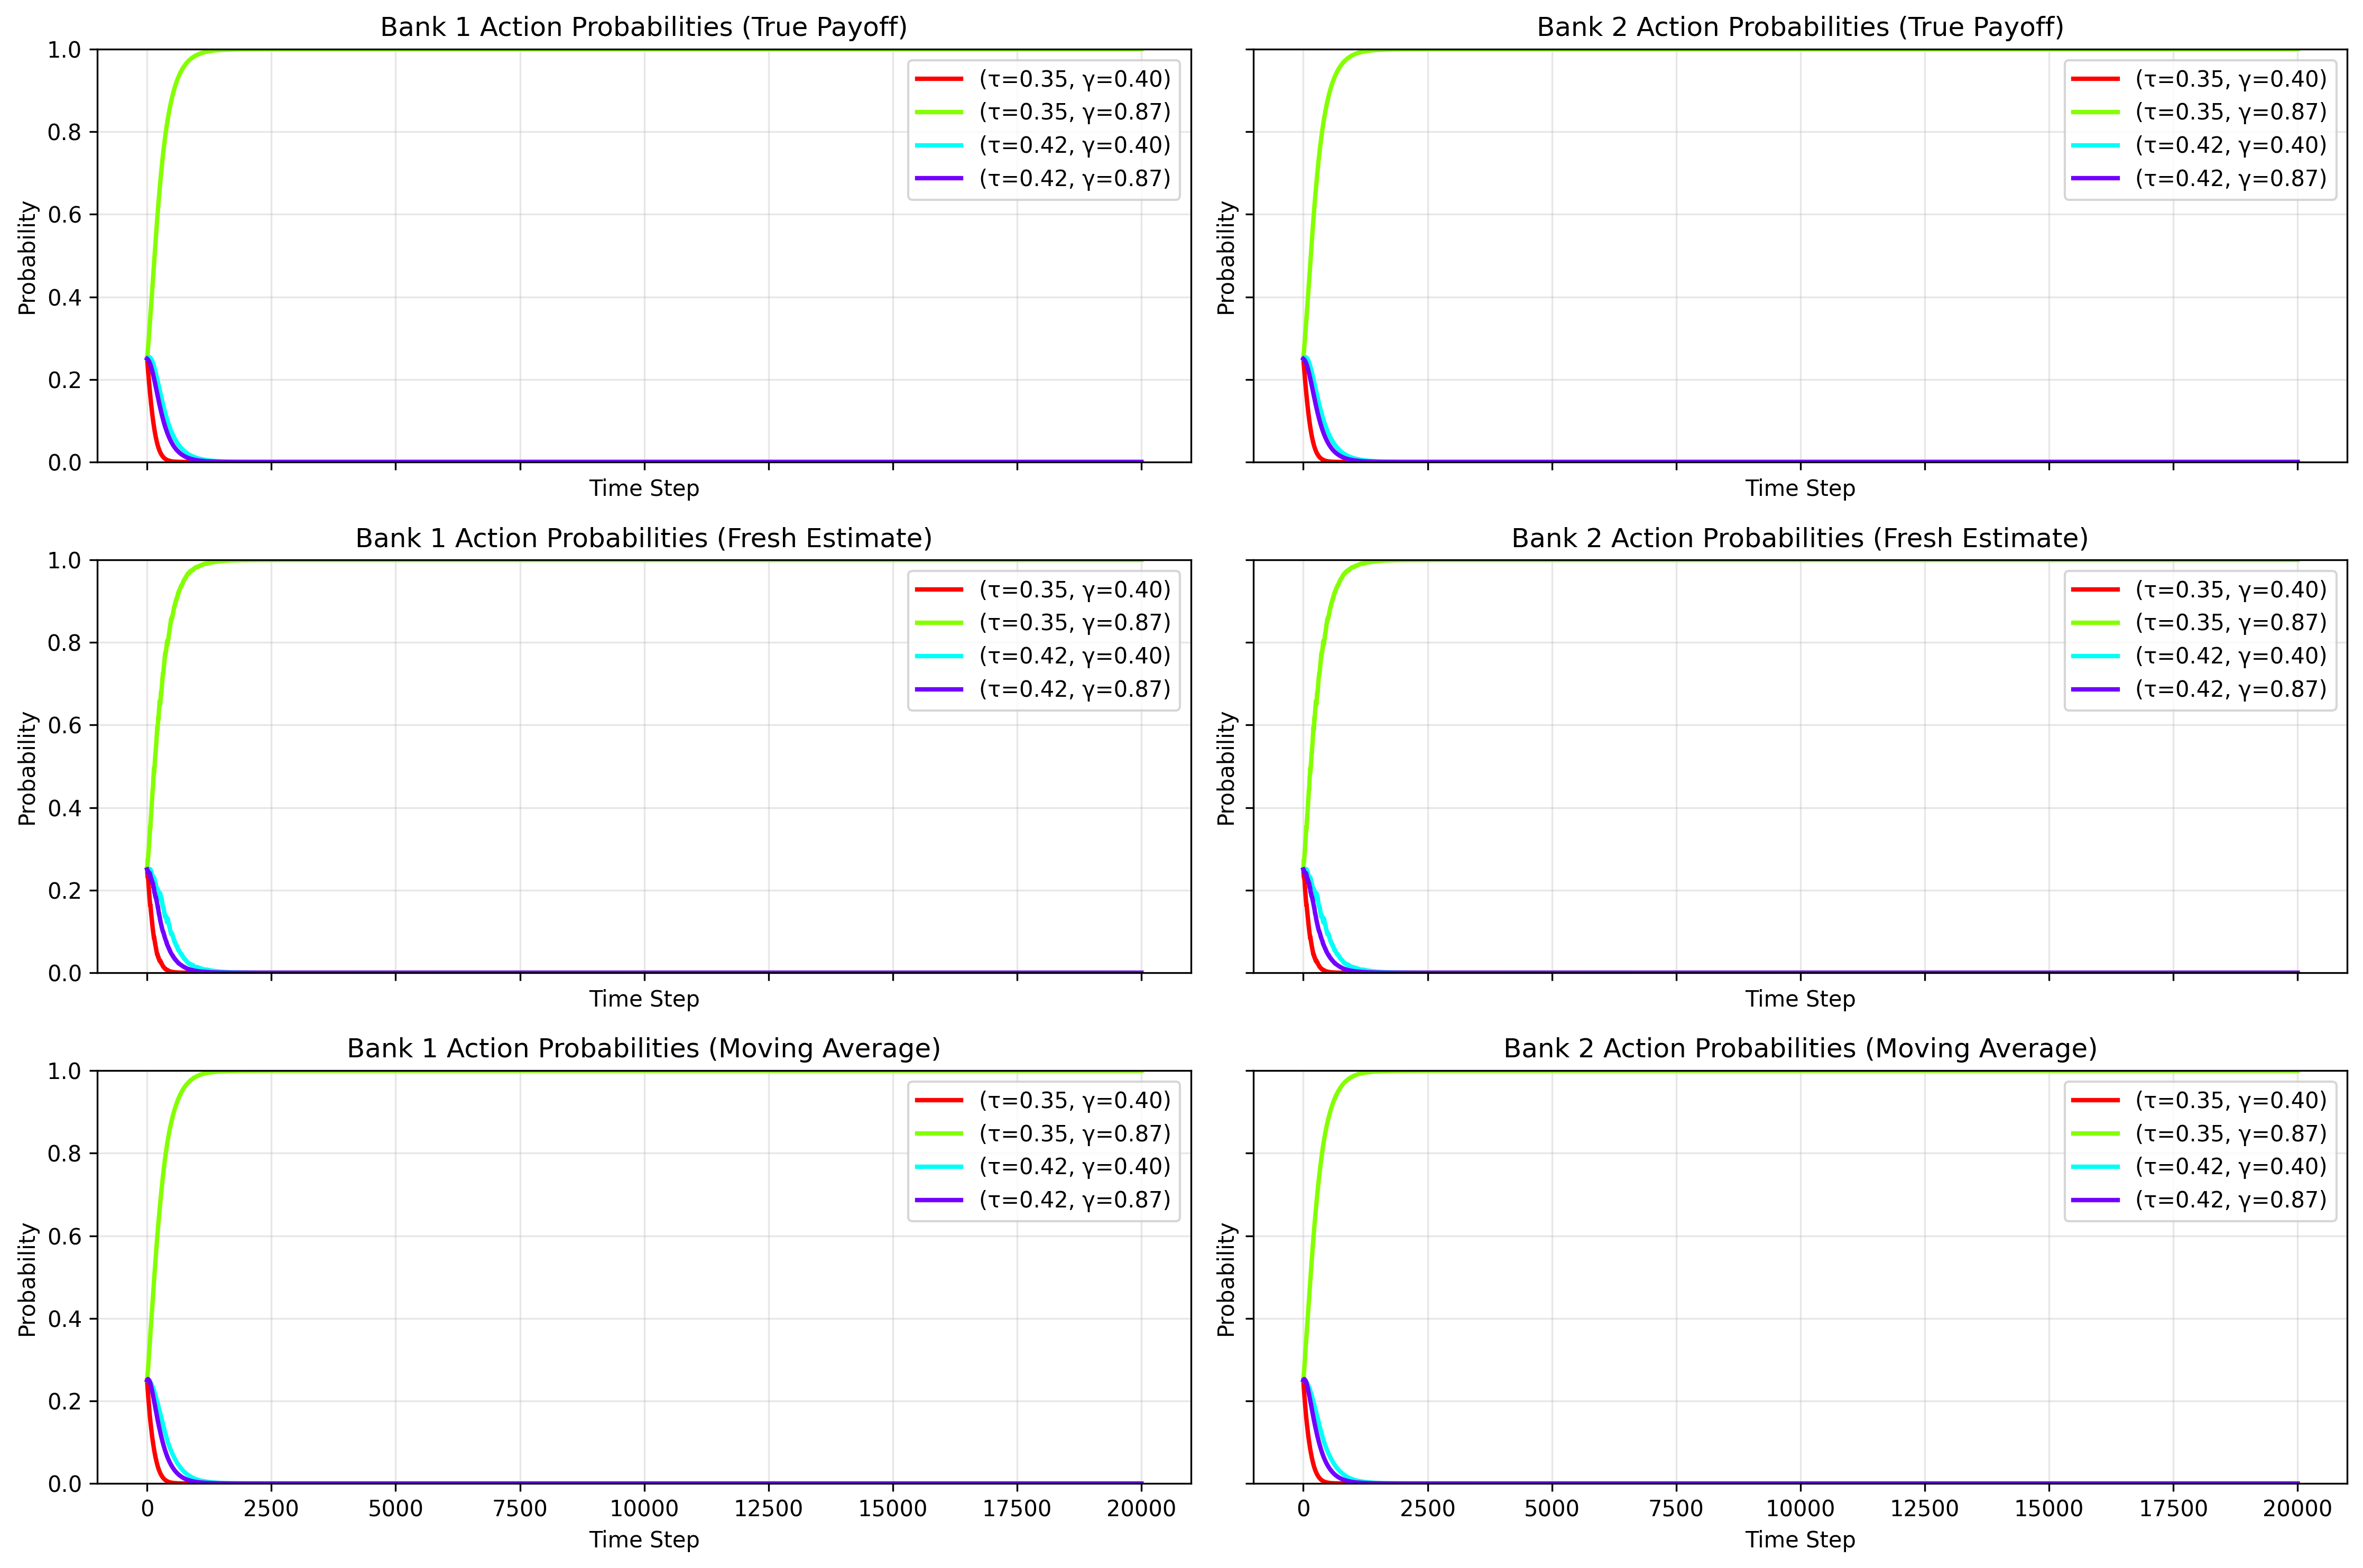 Bank 1 Action Probabilities (True Payoff)
Probability
1.0
0.8
0.6
0.4
0.2
0.0
(τ=0.35, γ=0.40)
(τ=0.35, γ=0.87)
(τ=0.42, γ=0.40)
(τ=0.42, γ=0.87)
Time Step
Bank 2 Action Probabilities (True Payoff)
Probability
(τ=0.35, γ=0.40)
(τ=0.35, γ=0.87)
(τ=0.42, γ=0.40)
(τ=0.42, γ=0.87)
Time Step
Bank 1 Action Probabilities (Fresh Estimate)
Probability
1.0
0.8
0.6
0.4
0.2
0.0
(τ=0.35, γ=0.40)
(τ=0.35, γ=0.87)
(τ=0.42, γ=0.40)
(τ=0.42, γ=0.87)
Time Step
Bank 2 Action Probabilities (Fresh Estimate)
Probability
(τ=0.35, γ=0.40)
(τ=0.35, γ=0.87)
(τ=0.42, γ=0.40)
(τ=0.42, γ=0.87)
Time Step
Bank 1 Action Probabilities (Moving Average)
Probability
1.0
0.8
0.6
0.4
0.2
0.0
(τ=0.35, γ=0.40)
(τ=0.35, γ=0.87)
(τ=0.42, γ=0.40)
(τ=0.42, γ=0.87)
0 2500 5000 7500 10000 12500 15000 17500 20000
Time Step
Bank 2 Action Probabilities (Moving Average)
Probability
(τ=0.35, γ=0.40)
(τ=0.35, γ=0.87)
(τ=0.42, γ=0.40)
(τ=0.42, γ=0.87)
0 2500 5000 7500 10000 12500 15000 17500 20000
Time Step